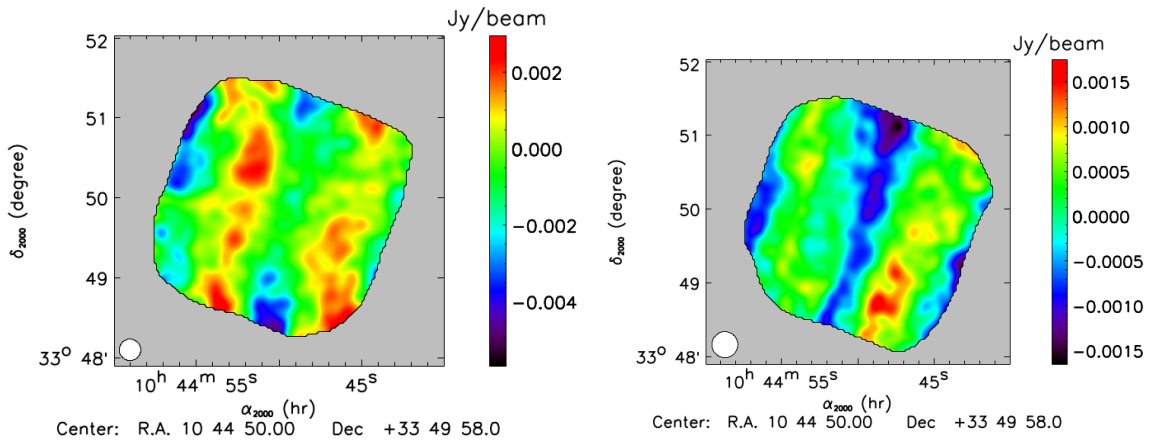 Jy/beam
52
51
50
49
33° 48'
δ2000 (degree)
0.002
0.000
−0.002
−0.004
10h 44m 55s
45s
α2000 (hr)
Center: R.A. 10 44 50.00 Dec +33 49 58.0
Jy/beam
52
51
50
49
33° 48'
δ2000 (degree)
0.0015
0.0010
0.0005
0.0000
−0.0005
−0.0010
−0.0015
10h 44m 55s
45s
α2000 (hr)
Center: R.A. 10 44 50.00 Dec +33 49 58.0